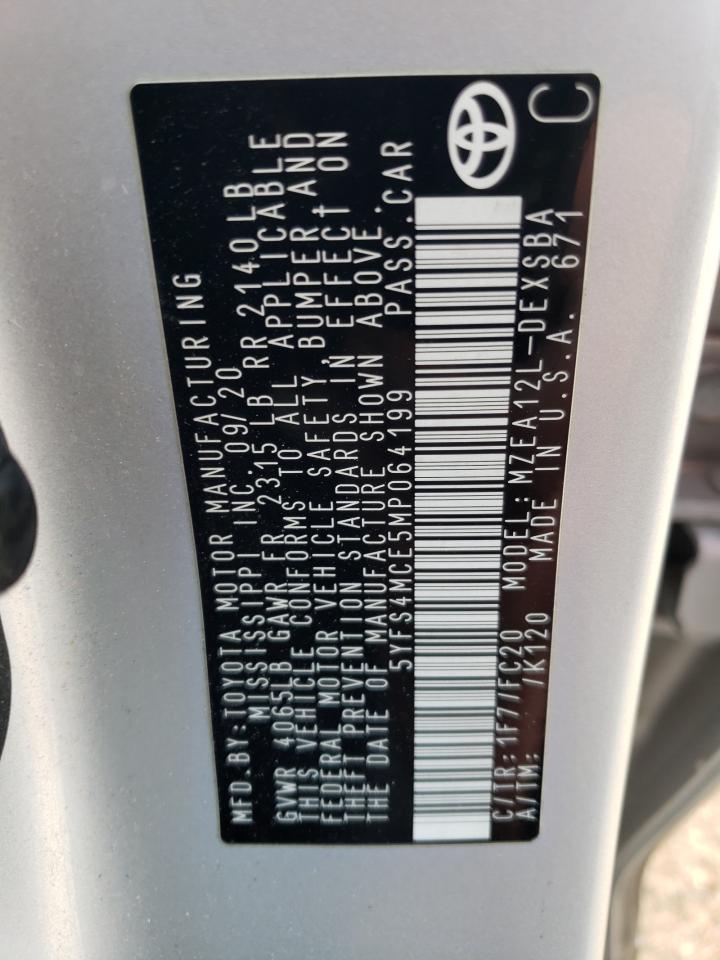 MFD.BY:TOYOTA MOTOR MANUFACTURING
MISSISSIPPI INC. 09/20
GVWR 4065LB GAWR FR 2315 LB RR 2140LB
THIS VEHICLE CONFORMS TO ALL APPLICABLE
FEDERAL MOTOR VEHICLE SAFETY, BUMPER AND
THEFT PREVENTION STANDARDS IN EFFECT ON
THE DATE OF MANUFACTURE SHOWN ABOVE.
5YFS4MCE5MP064199 PASS.CAR
C/TR: 1F7/FC20 MODEL:MZEA12L-DEXSBA
A/TM: /K120 MADE IN U.S.A. 671
C